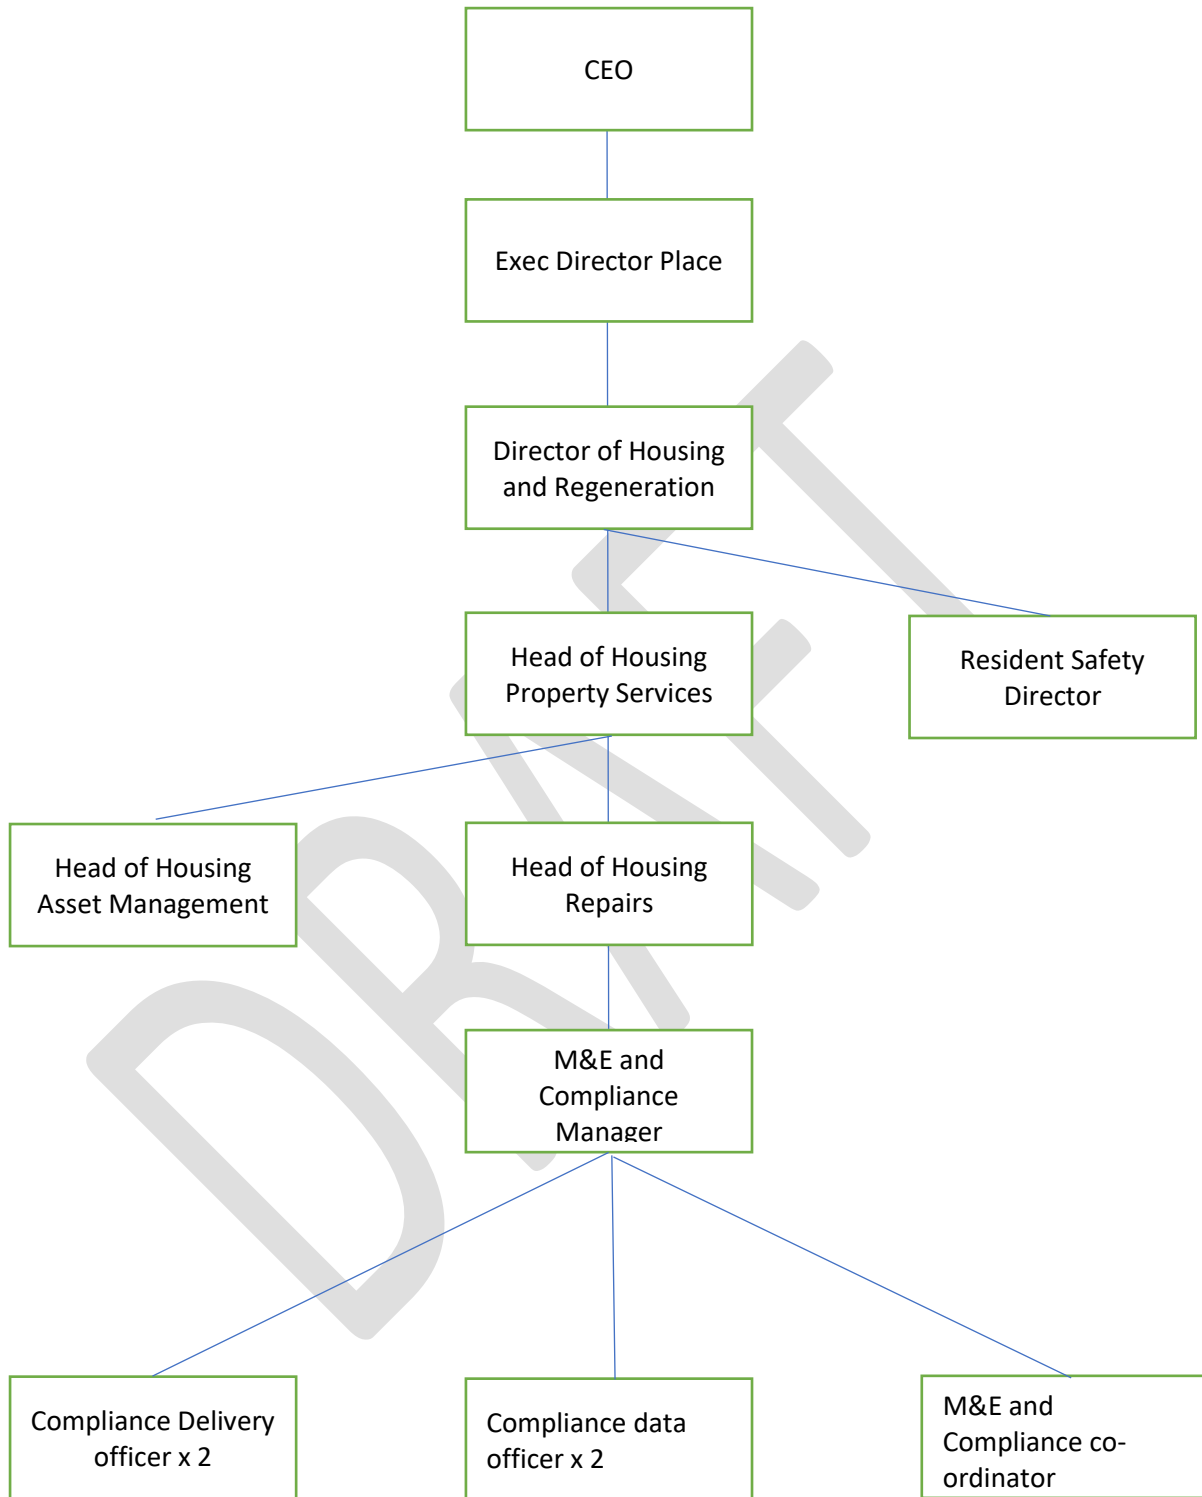 CEO
Exec Director Place
Director of Housing
and Regeneration
Head of Housing
Property Services
Resident Safety
Director
Head of Housing
Asset Management
Head of Housing
Repairs
M&E and
Compliance
Manager
Compliance Delivery
officer x 2
Compliance data
officer x 2
M&E and
Compliance co-
ordinator
DRAFT